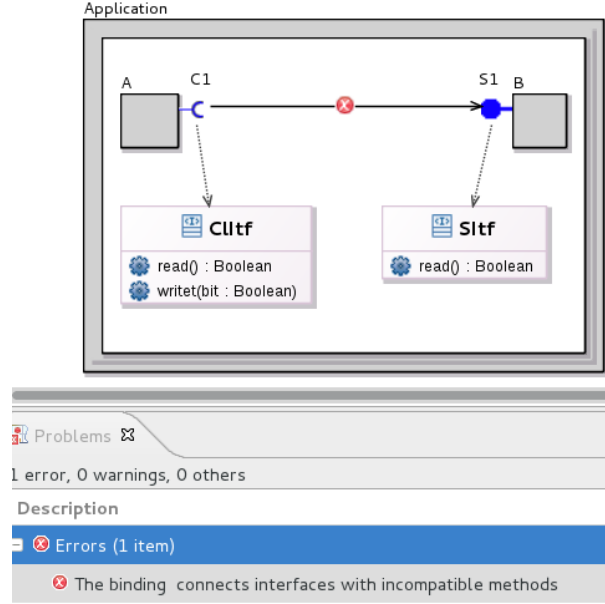 Application
A C1 S1 B
ClItf SItf
read() : Boolean read() : Boolean
writet(bit : Boolean)
Problems
1 error, 0 warnings, 0 others
Description
Errors (1 item)
The binding connects interfaces with incompatible methods